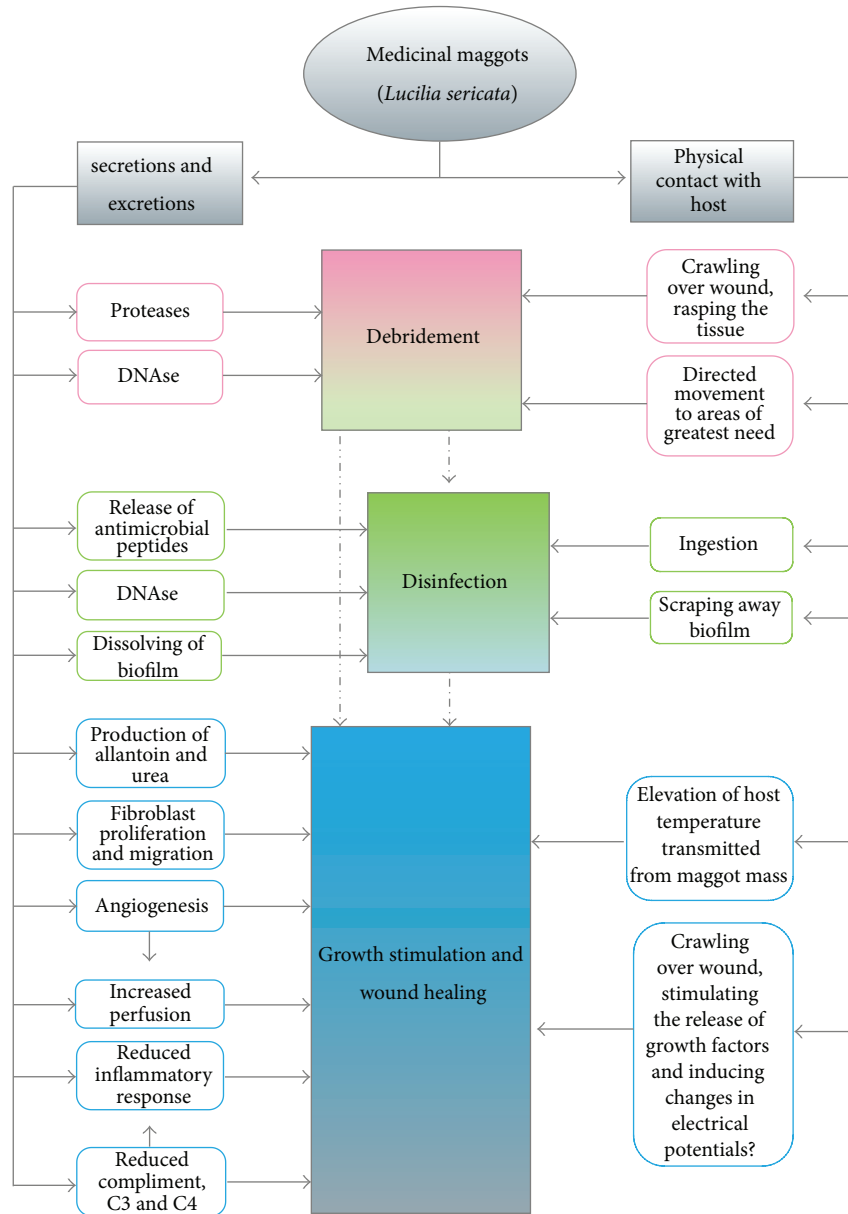 Medicinal maggots
(Lucilia sericata)
secretions and
excretions
Physical
contact with
host
Proteases
DNAse
Debridement
Crawling
over wound,
rasping the
tissue
Directed
movement
to areas of
greatest need
Release of
antimicrobial
peptides
DNAse
Dissolving of
biofilm
Disinfection
Ingestion
Scraping away
biofilm
Production of
allantoin and
urea
Fibroblast
proliferation
and migration
Angiogenesis
Increased
perfusion
Reduced
inflammatory
response
Reduced
compliment,
C3 and C4
Growth stimulation and
wound healing
Elevation of host
temperature
transmitted
from maggot mass
Crawling
over wound,
stimulating
the release of
growth factors
and inducing
changes in
electrical
potentials?